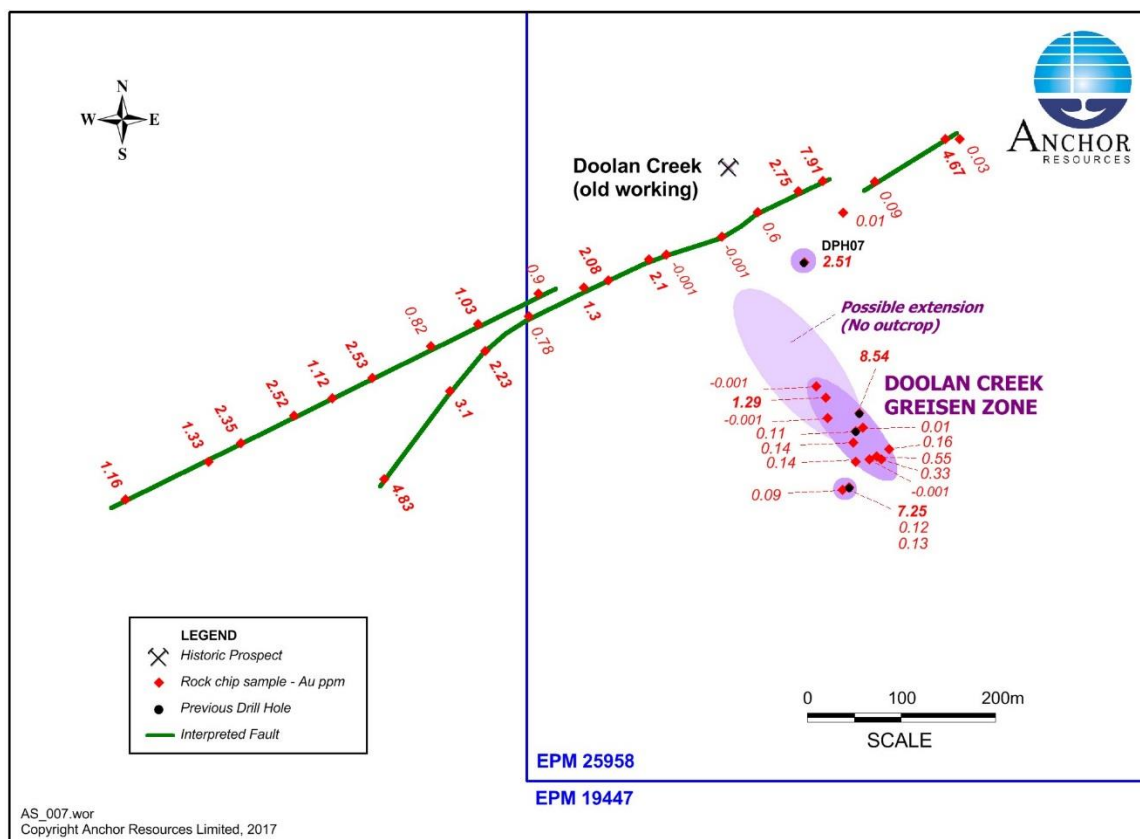 N
W E
S
ANCHOR
RESOURCES
Doolan Creek
(old working)
7.91
2.75
4.67
0.03
0.09
0.01
0.6
-0.001
DPH07
2.51
-0.001
2.1
2.08
1.3
0.9
0.78
1.03
0.82
2.23
2.53
1.12
3.1
2.52
2.35
1.33
1.16
4.83
Possible extension
(No outcrop)
8.54
DOOLAN CREEK
GREISEN ZONE
-0.001
1.29
-0.001
0.11
0.14
0.14
0.01
0.16
0.55
0.33
-0.001
0.09
7.25
0.12
0.13
LEGEND
Historic Prospect
Rock chip sample - Au ppm
Previous Drill Hole
Interpreted Fault
0 100 200m
SCALE
EPM 25958
EPM 19447
AS_007.wor
Copyright Anchor Resources Limited, 2017